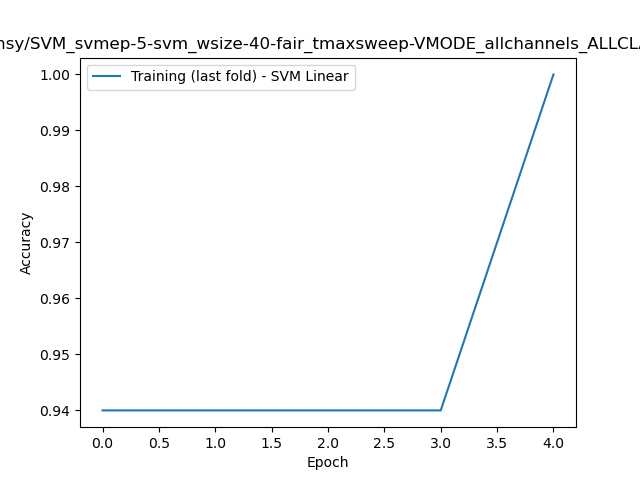 nsy/SVM_svmep-5-svm_wsize-40-fair_tmaxsweep-VMODE_allchannels_ALLCLA
Training (last fold) - SVM Linear
1.00
0.99
0.98
0.97
0.96
0.95
0.94
Accuracy
0.0 0.5 1.0 1.5 2.0 2.5 3.0 3.5 4.0
Epoch